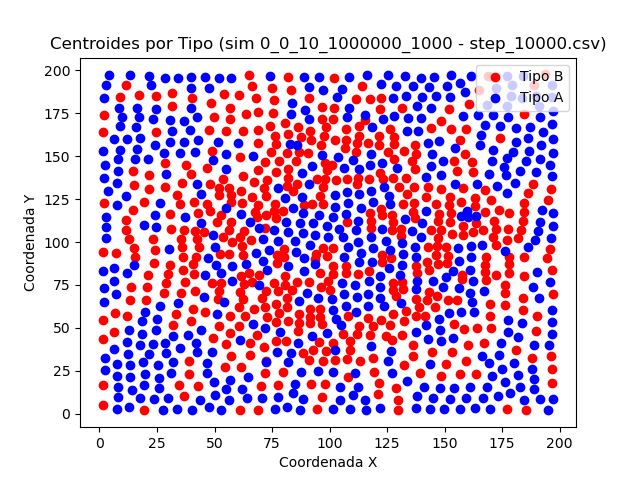 Centroides por Tipo (sim 0_0_10_1000000_1000 - step_10000.csv)
Tipo B
Tipo A
Coordenada Y
200
175
150
125
100
75
50
25
0
0 25 50 75 100 125 150 175 200
Coordenada X